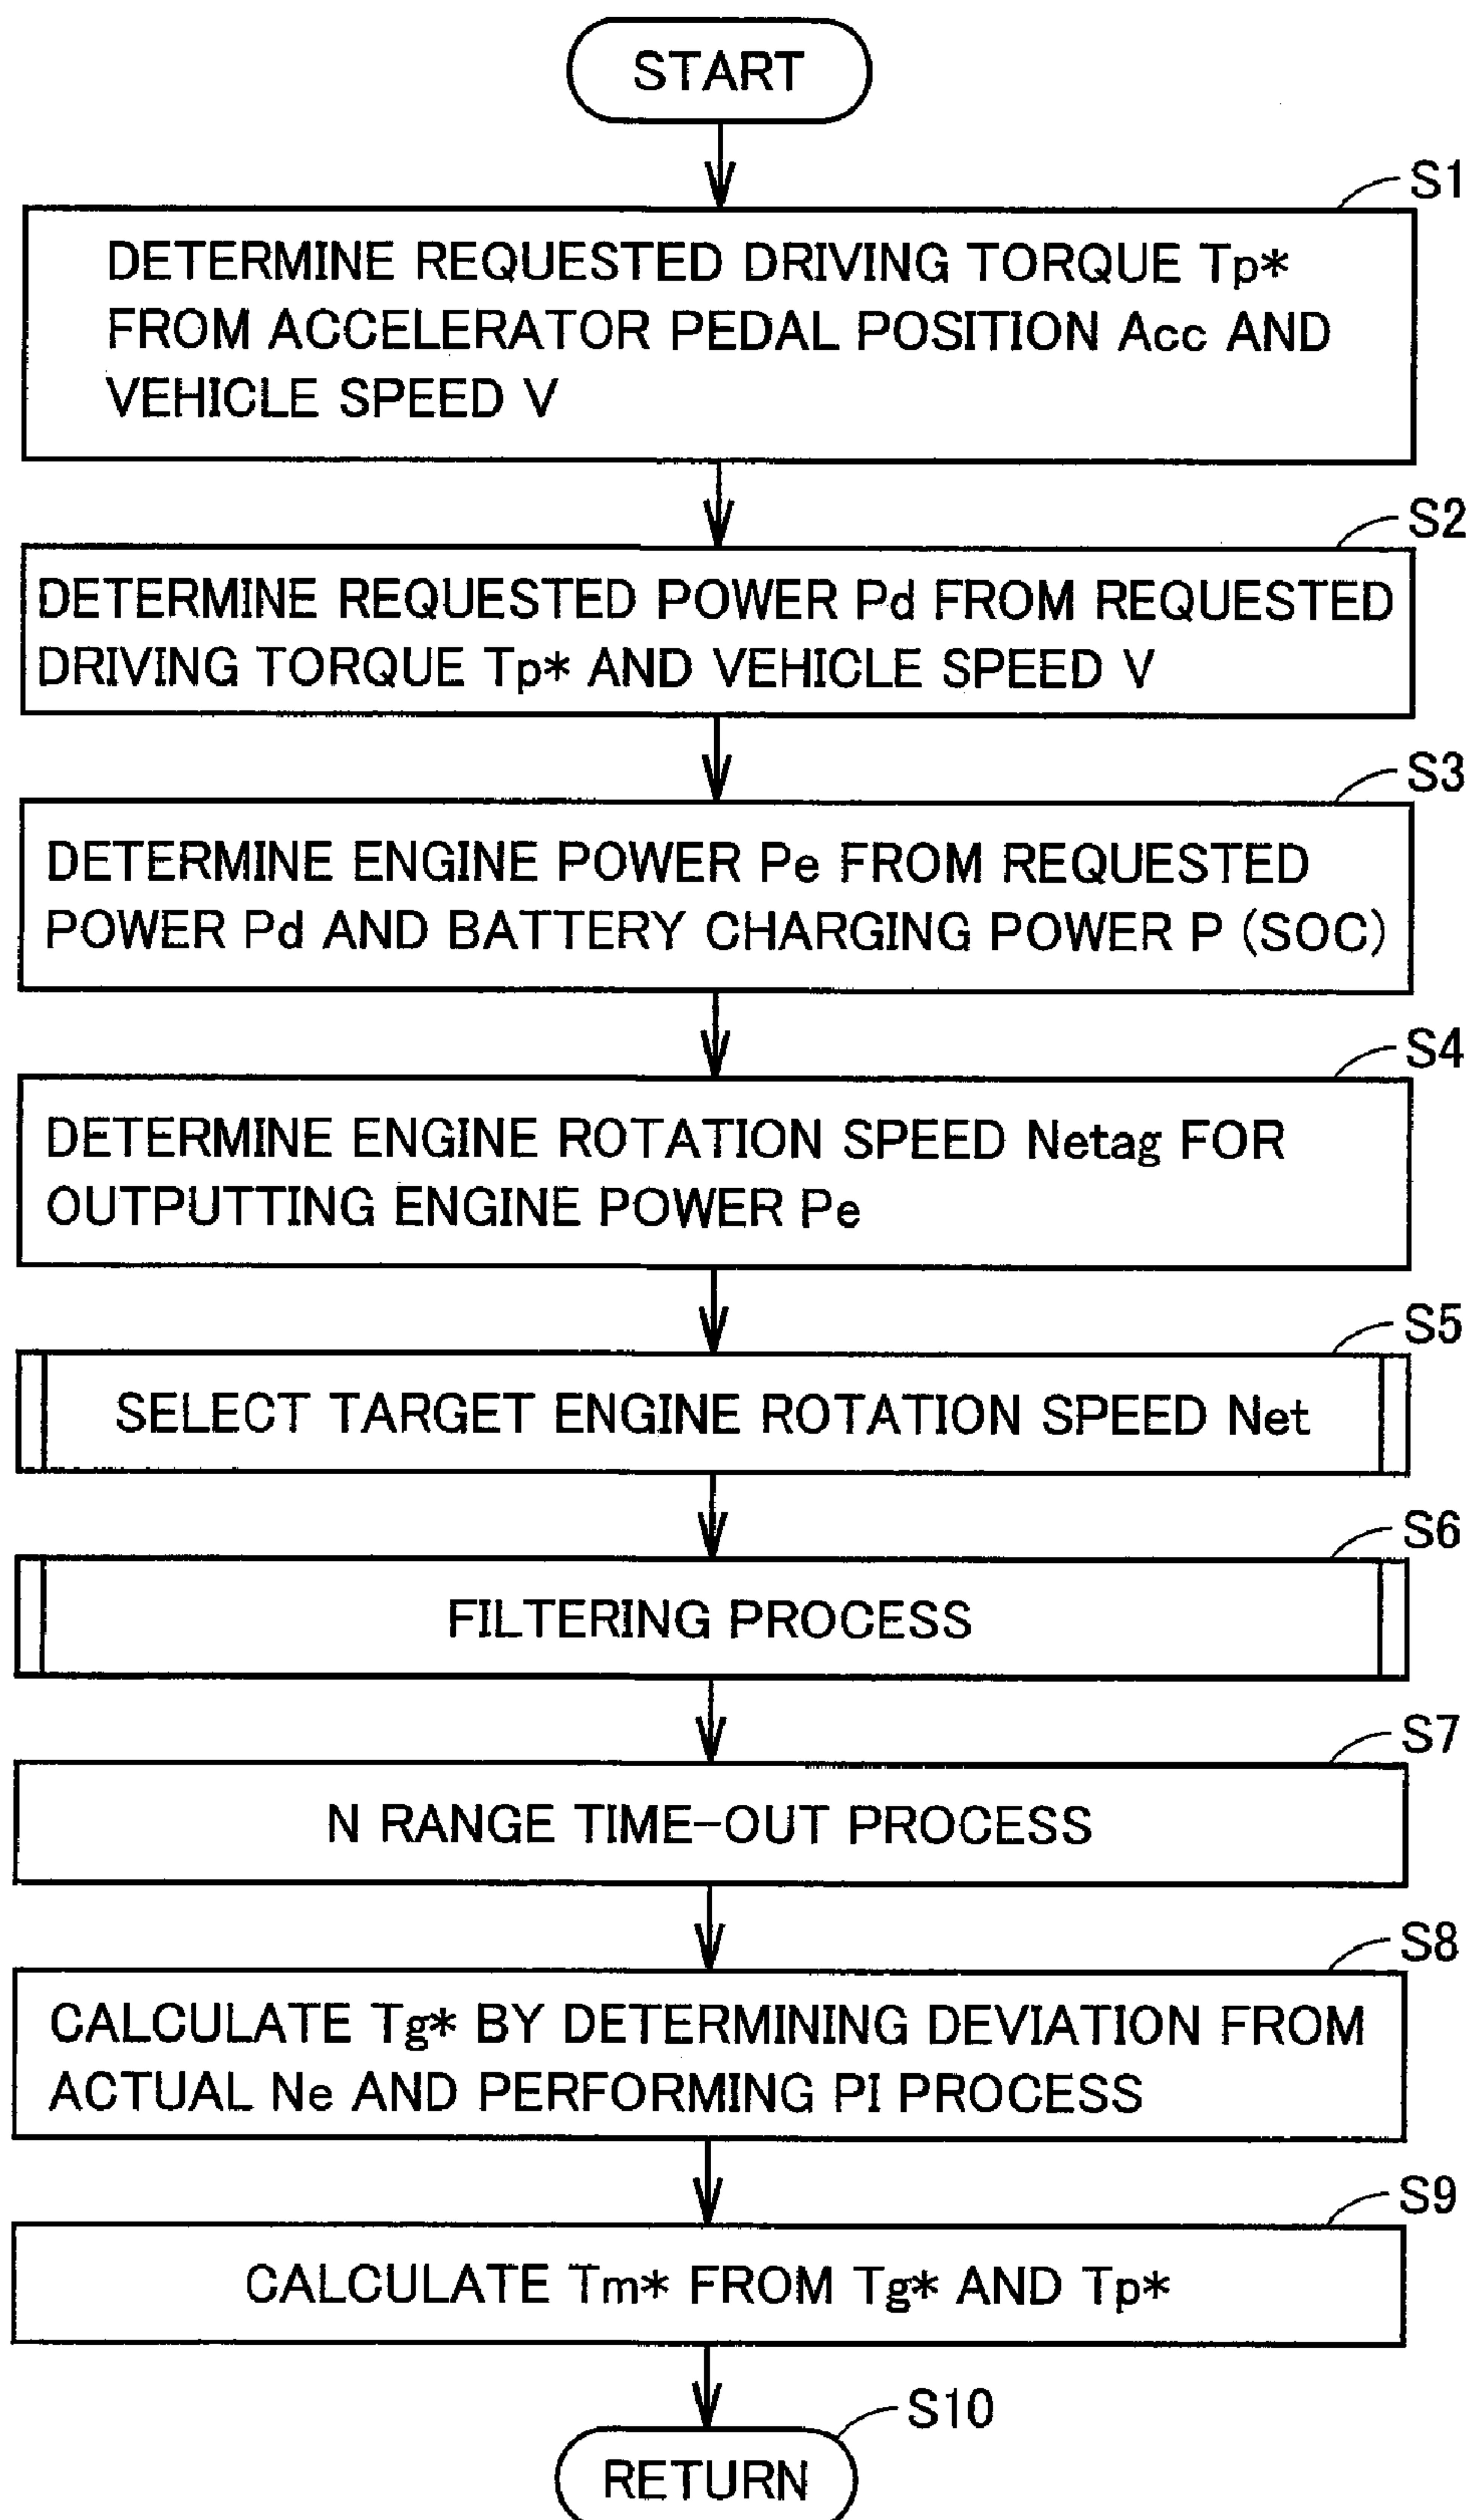 START
S1
DETERMINE REQUESTED DRIVING TORQUE Tp*
FROM ACCELERATOR PEDAL POSITION Acc AND
VEHICLE SPEED V
S2
DETERMINE REQUESTED POWER Pd FROM REQUESTED
DRIVING TORQUE Tp* AND VEHICLE SPEED V
S3
DETERMINE ENGINE POWER Pe FROM REQUESTED
POWER Pd AND BATTERY CHARGING POWER P (SOC)
S4
DETERMINE ENGINE ROTATION SPEED Netag FOR
OUTPUTTING ENGINE POWER Pe
S5
SELECT TARGET ENGINE ROTATION SPEED Net
S6
FILTERING PROCESS
S7
N RANGE TIME-OUT PROCESS
S8
CALCULATE Tg* BY DETERMINING DEVIATION FROM
ACTUAL Ne AND PERFORMING PI PROCESS
S9
CALCULATE Tm* FROM Tg* AND Tp*
S10
RETURN